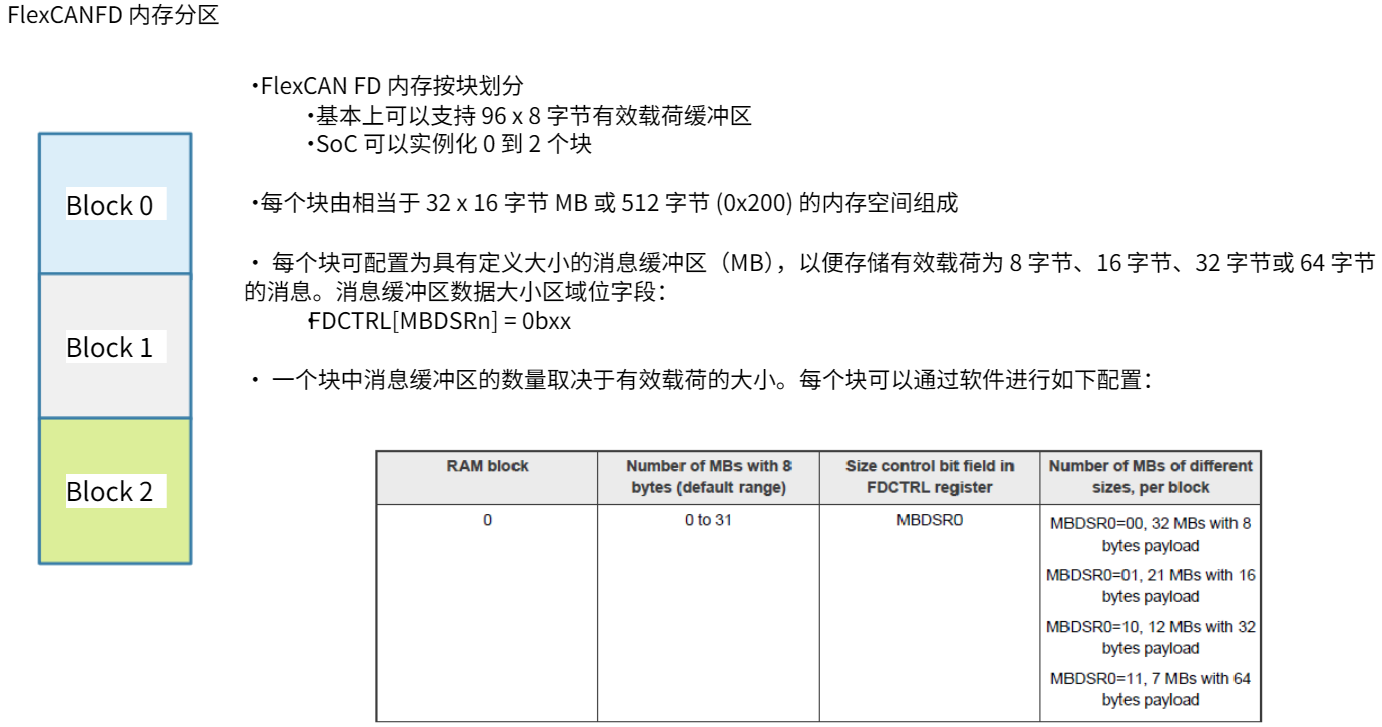 FlexCANFD 内存分区
·FlexCAN FD 内存按块划分
·基本上可以支持 96 x 8 字节有效载荷缓冲区
·SoC 可以实例化 0 到 2 个块
Block 0
·每个块由相当于 32 x 16 字节 MB 或 512 字节 (0x200) 的内存空间组成
· 每个块可配置为具有定义大小的消息缓冲区（MB），以便存储有效载荷为 8 字节、16 字节、32 字节或 64 字节
的消息。消息缓冲区数据大小区域位字段：
·FDCTRL[MBDSRn] = 0bxx
Block 1
· 一个块中消息缓冲区的数量取决于有效载荷的大小。每个块可以通过软件进行如下配置：
Block 2
RAM block
Number of MBs with 8
bytes (default range)
Size control bit field in
FDCTRL register
Number of MBs of different
sizes, per block
0
0 to 31
MBDSR0
MBDSR0=00, 32 MBs with 8
bytes payload
MBDSR0=01, 21 MBs with 16
bytes payload
MBDSR0=10, 12 MBs with 32
bytes payload
MBDSR0=11, 7 MBs with 64
bytes payload